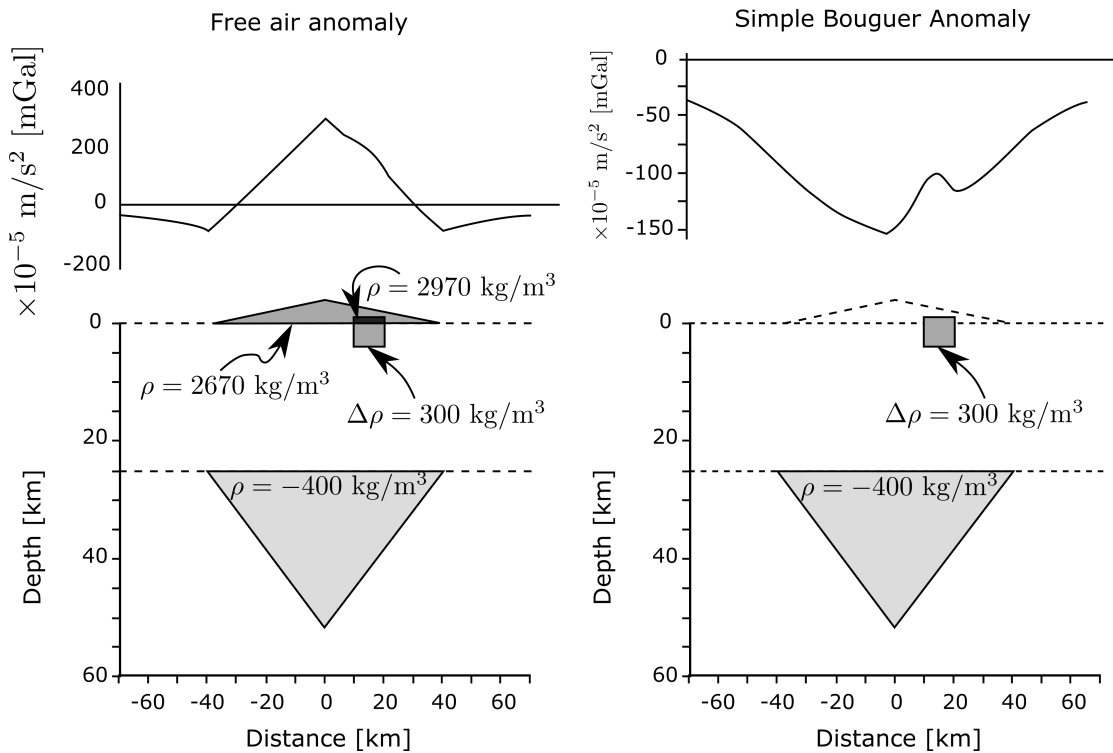 Free air anomaly
×10⁻⁵ m/s² [mGal]
400
200
0
-200
ρ = 2970 kg/m³
0
ρ = 2670 kg/m³
Δρ = 300 kg/m³
20
ρ = −400 kg/m³
40
60
Depth [km]
-60 -40 -20 0 20 40 60
Distance [km]
Simple Bouguer Anomaly
×10⁻⁵ m/s² [mGal]
0
-50
-100
-150
0
Δρ = 300 kg/m³
20
ρ = −400 kg/m³
40
60
Depth [km]
-60 -40 -20 0 20 40 60
Distance [km]